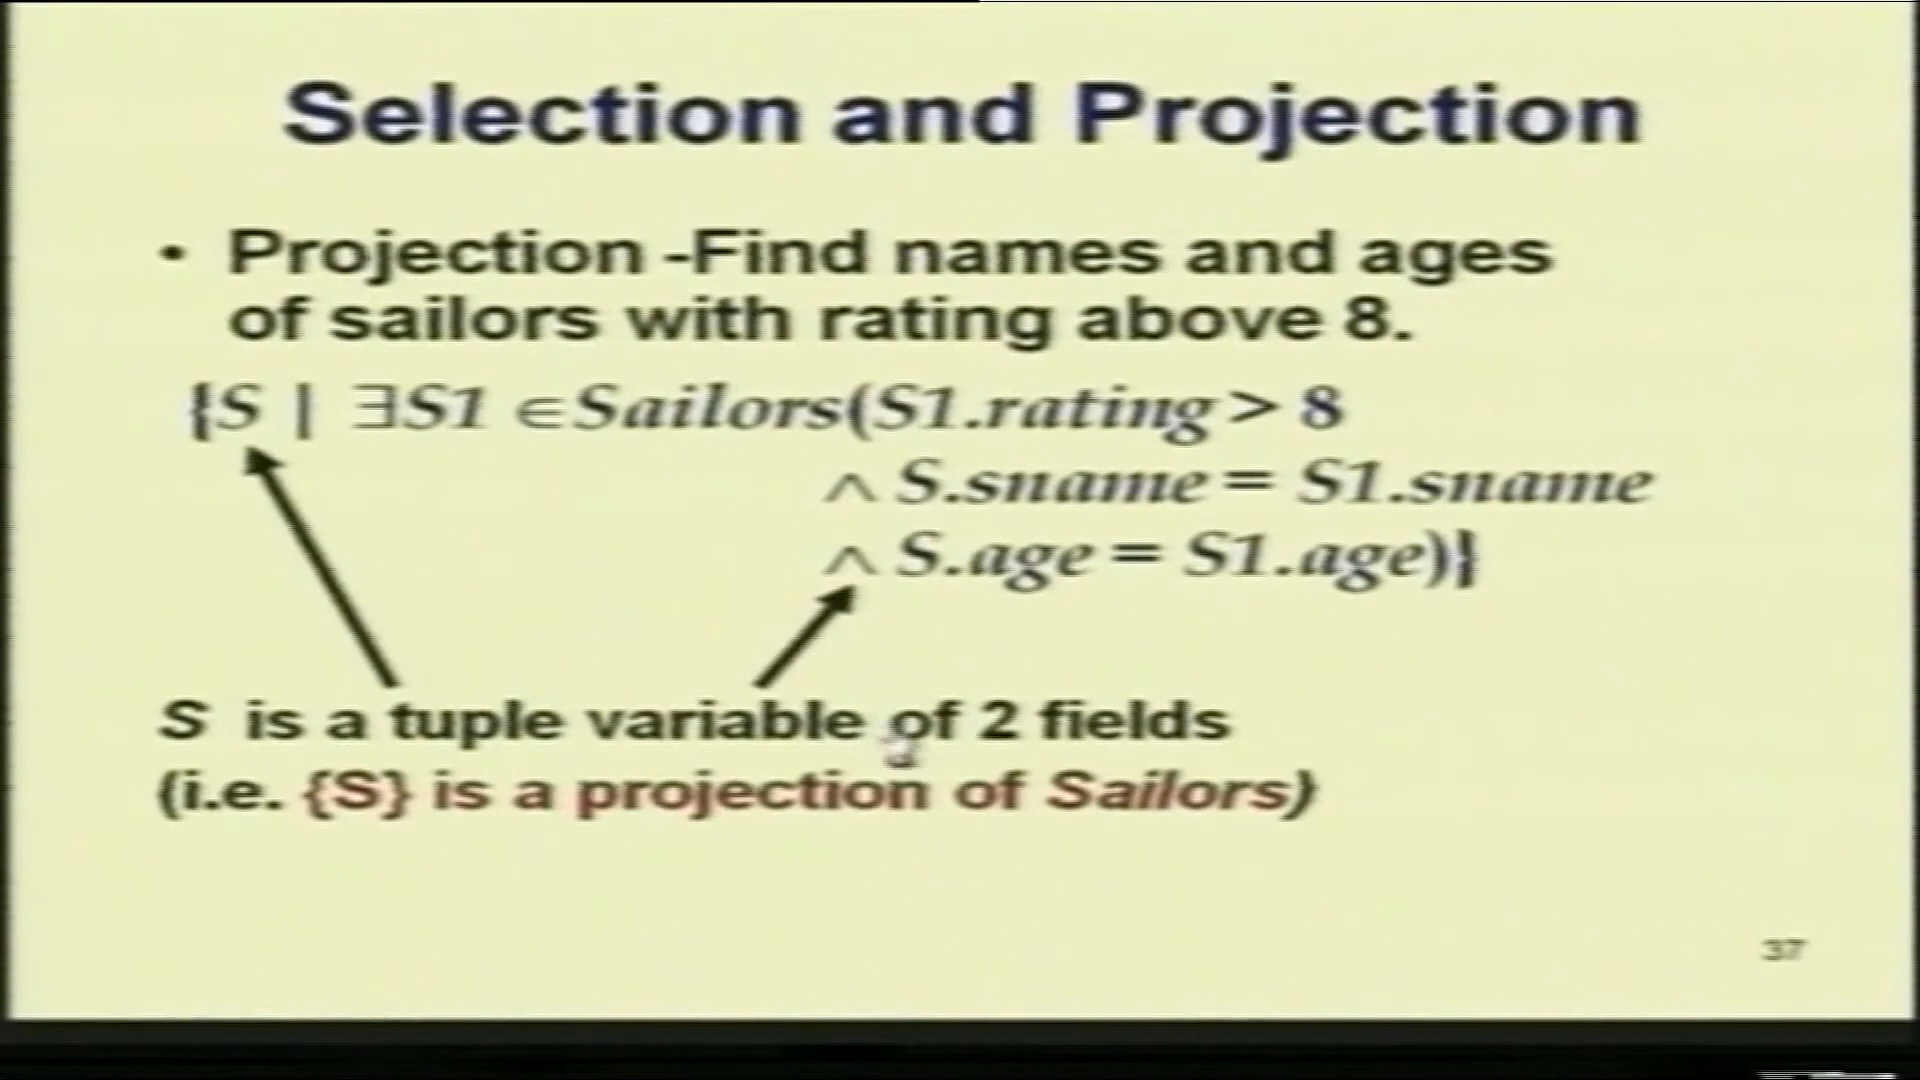 Selection and Projection
• Projection -Find names and ages
of sailors with rating above 8.
{S | ∃S1 ∈Sailors(S1.rating > 8
∧ S.sname = S1.sname
∧ S.age = S1.age)}
S is a tuple variable of 2 fields
(i.e. {S} is a projection of Sailors)
37